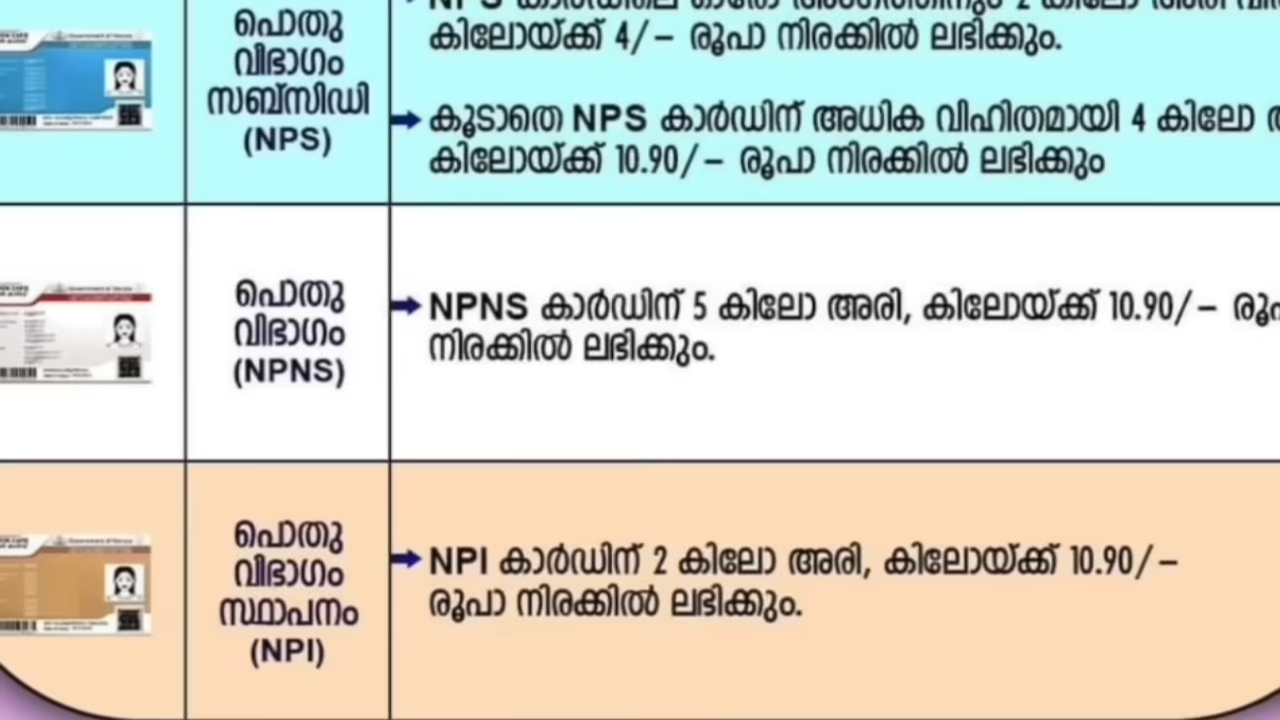 പൊതു
വിഭാഗം
സബ്സിഡി
(NPS)
കിലോയ്ക്ക് 4/- രൂപാ നിരക്കിൽ ലഭിക്കും.
കൂടാതെ NPS കാർഡിന് അധിക വിഹിതമായി 4 കിലോ
കിലോയ്ക്ക് 10.90/- രൂപാ നിരക്കിൽ ലഭിക്കും
പൊതു
വിഭാഗം
(NPNS)
NPNS കാർഡിന് 5 കിലോ അരി, കിലോയ്ക്ക് 10.90/-
നിരക്കിൽ ലഭിക്കും.
പൊതു
വിഭാഗം
സ്ഥാപനം
(NPI)
NPI കാർഡിന് 2 കിലോ അരി, കിലോയ്ക്ക് 10.90/-
രൂപാ നിരക്കിൽ ലഭിക്കും.